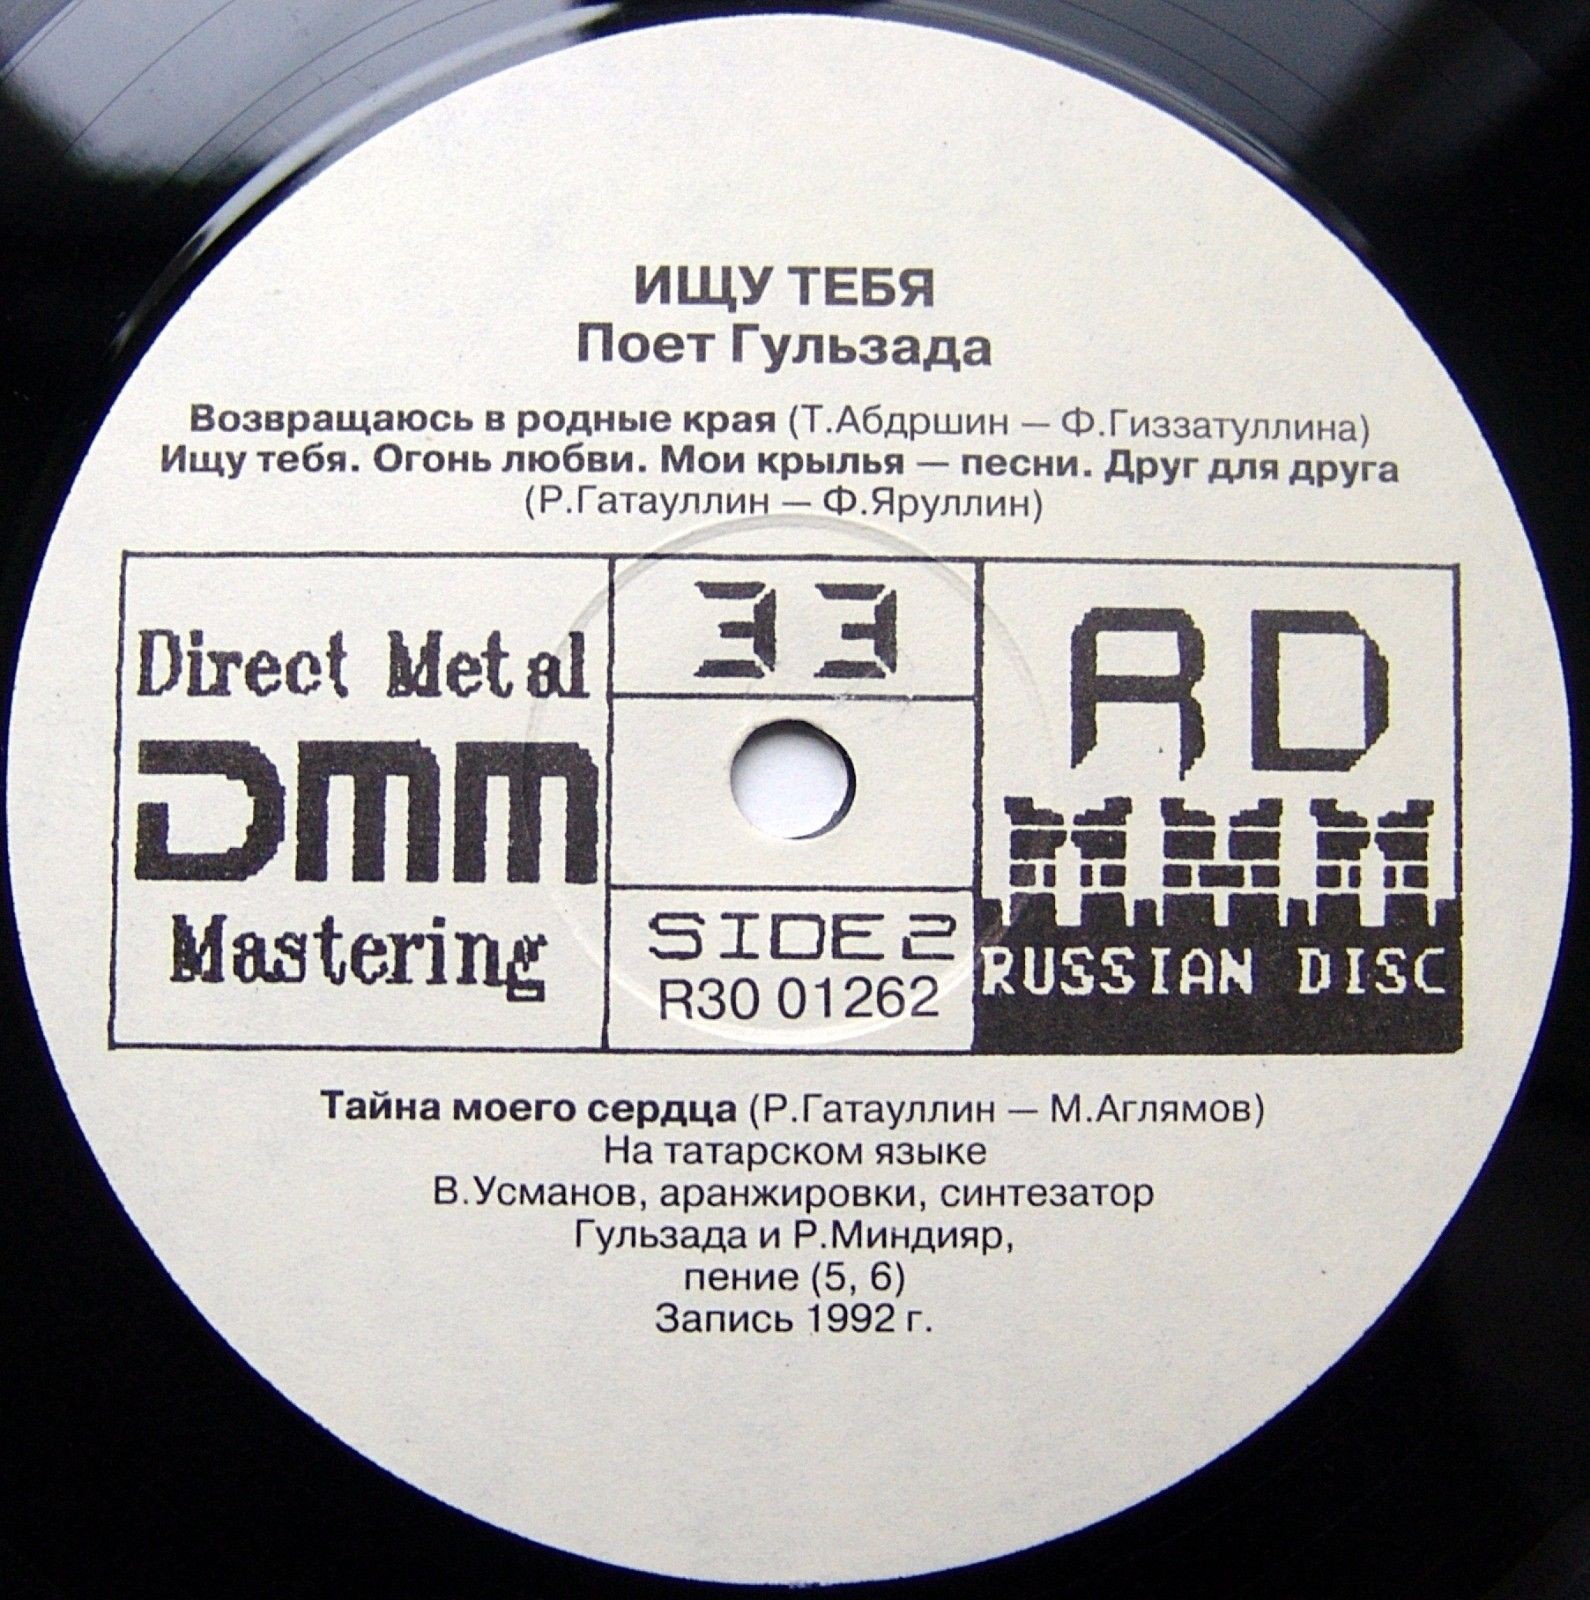 ИЩУ ТЕБЯ
Поет Гульзада
Возвращаюсь в родные края (Т.Абдршин — Ф.Гиззатуллина)
Ищу тебя. Огонь любви. Мои крылья — песни. Друг для друга
(Р.Гатауллин — Ф.Яруллин)
Direct Metal
DMM
Mastering
33
SIDE 2
R30 01262
RD
RUSSIAN DISC
Тайна моего сердца (Р.Гатауллин — М.Аглямов)
На татарском языке
В.Усманов, аранжировки, синтезатор
Гульзада и Р.Миндияр,
пение (5, 6)
Запись 1992 г.